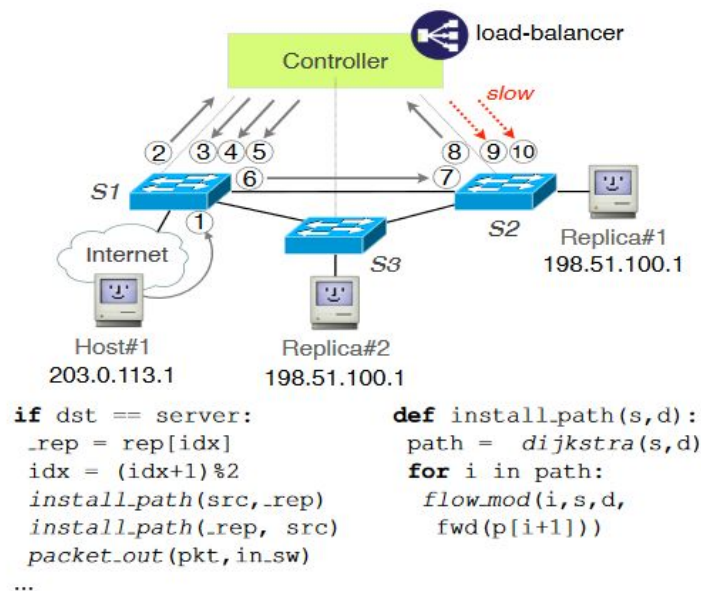 load-balancer
Controller
slow
2 3 4 5 8 9 10
6 7
S1
1
S2
Internet
S3
Replica#1
198.51.100.1
Host#1
203.0.113.1
Replica#2
198.51.100.1
if dst == server:
_rep = rep[idx]
idx = (idx+1)%2
install_path(src,_rep)
install_path(_rep, src)
packet_out(pkt,in_sw)
...
def install_path(s,d):
path = dijkstra(s,d)
for i in path:
flow_mod(i,s,d,
fwd(p[i+1]))